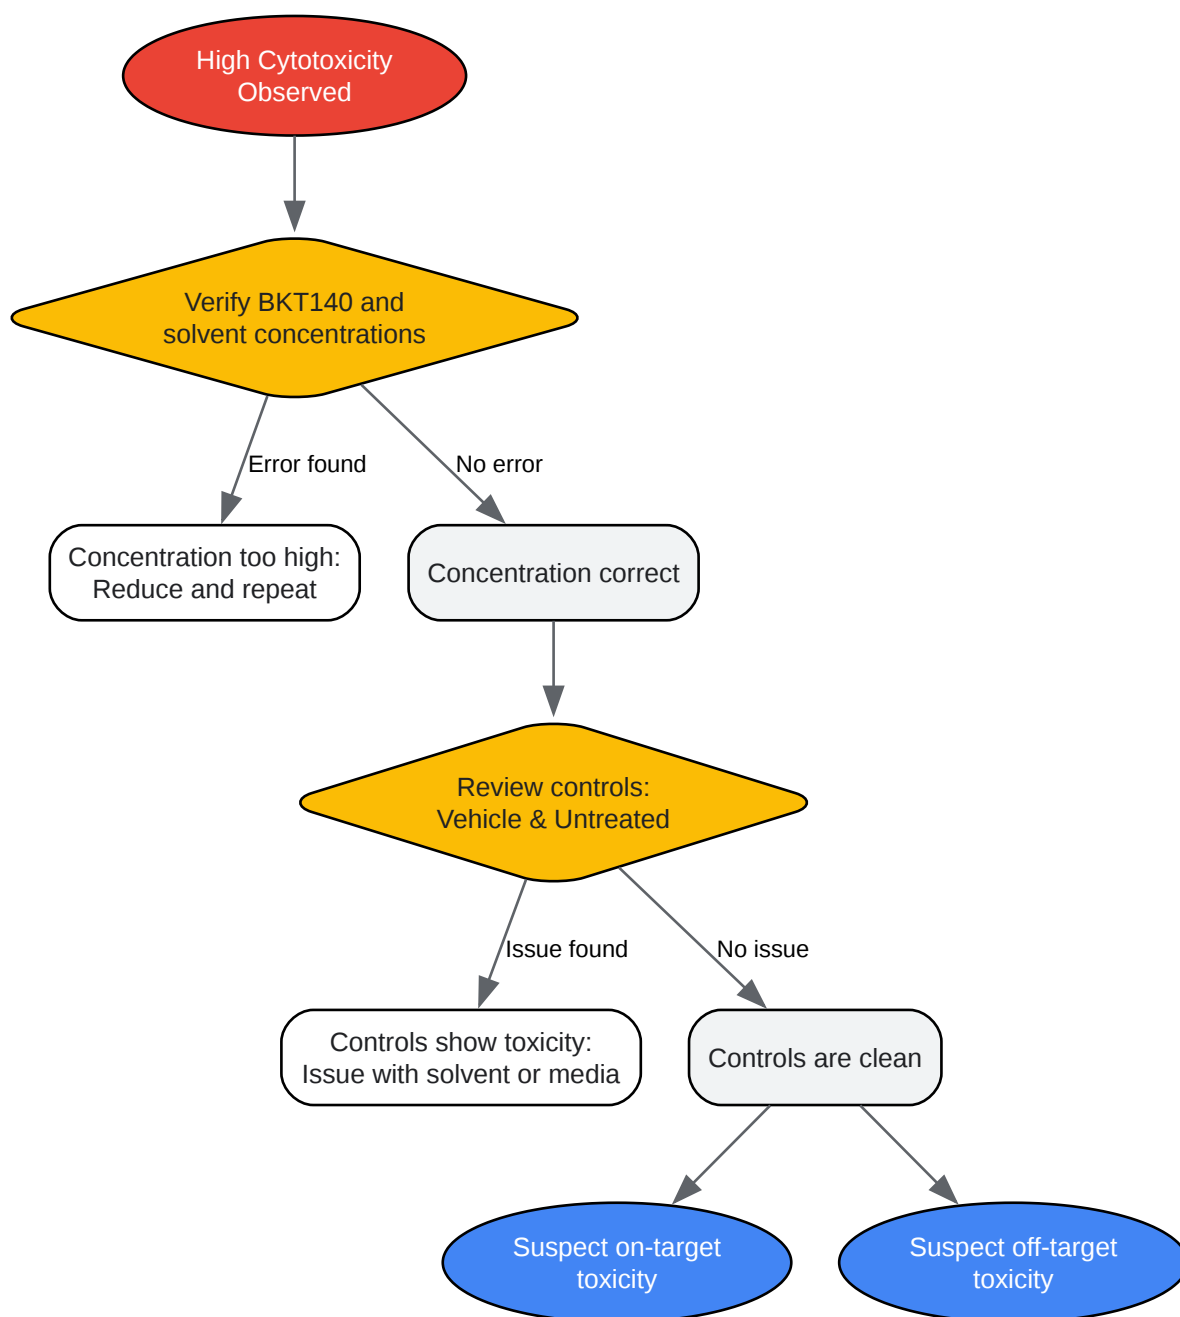 High Cytotoxicity
Observed
Verify BKT140 and
solvent concentrations
Error found
No error
Concentration too high:
Reduce and repeat
Concentration correct
Review controls:
Vehicle & Untreated
Issue found
No issue
Controls show toxicity:
Issue with solvent or media
Controls are clean
Suspect on-target
toxicity
Suspect off-target
toxicity